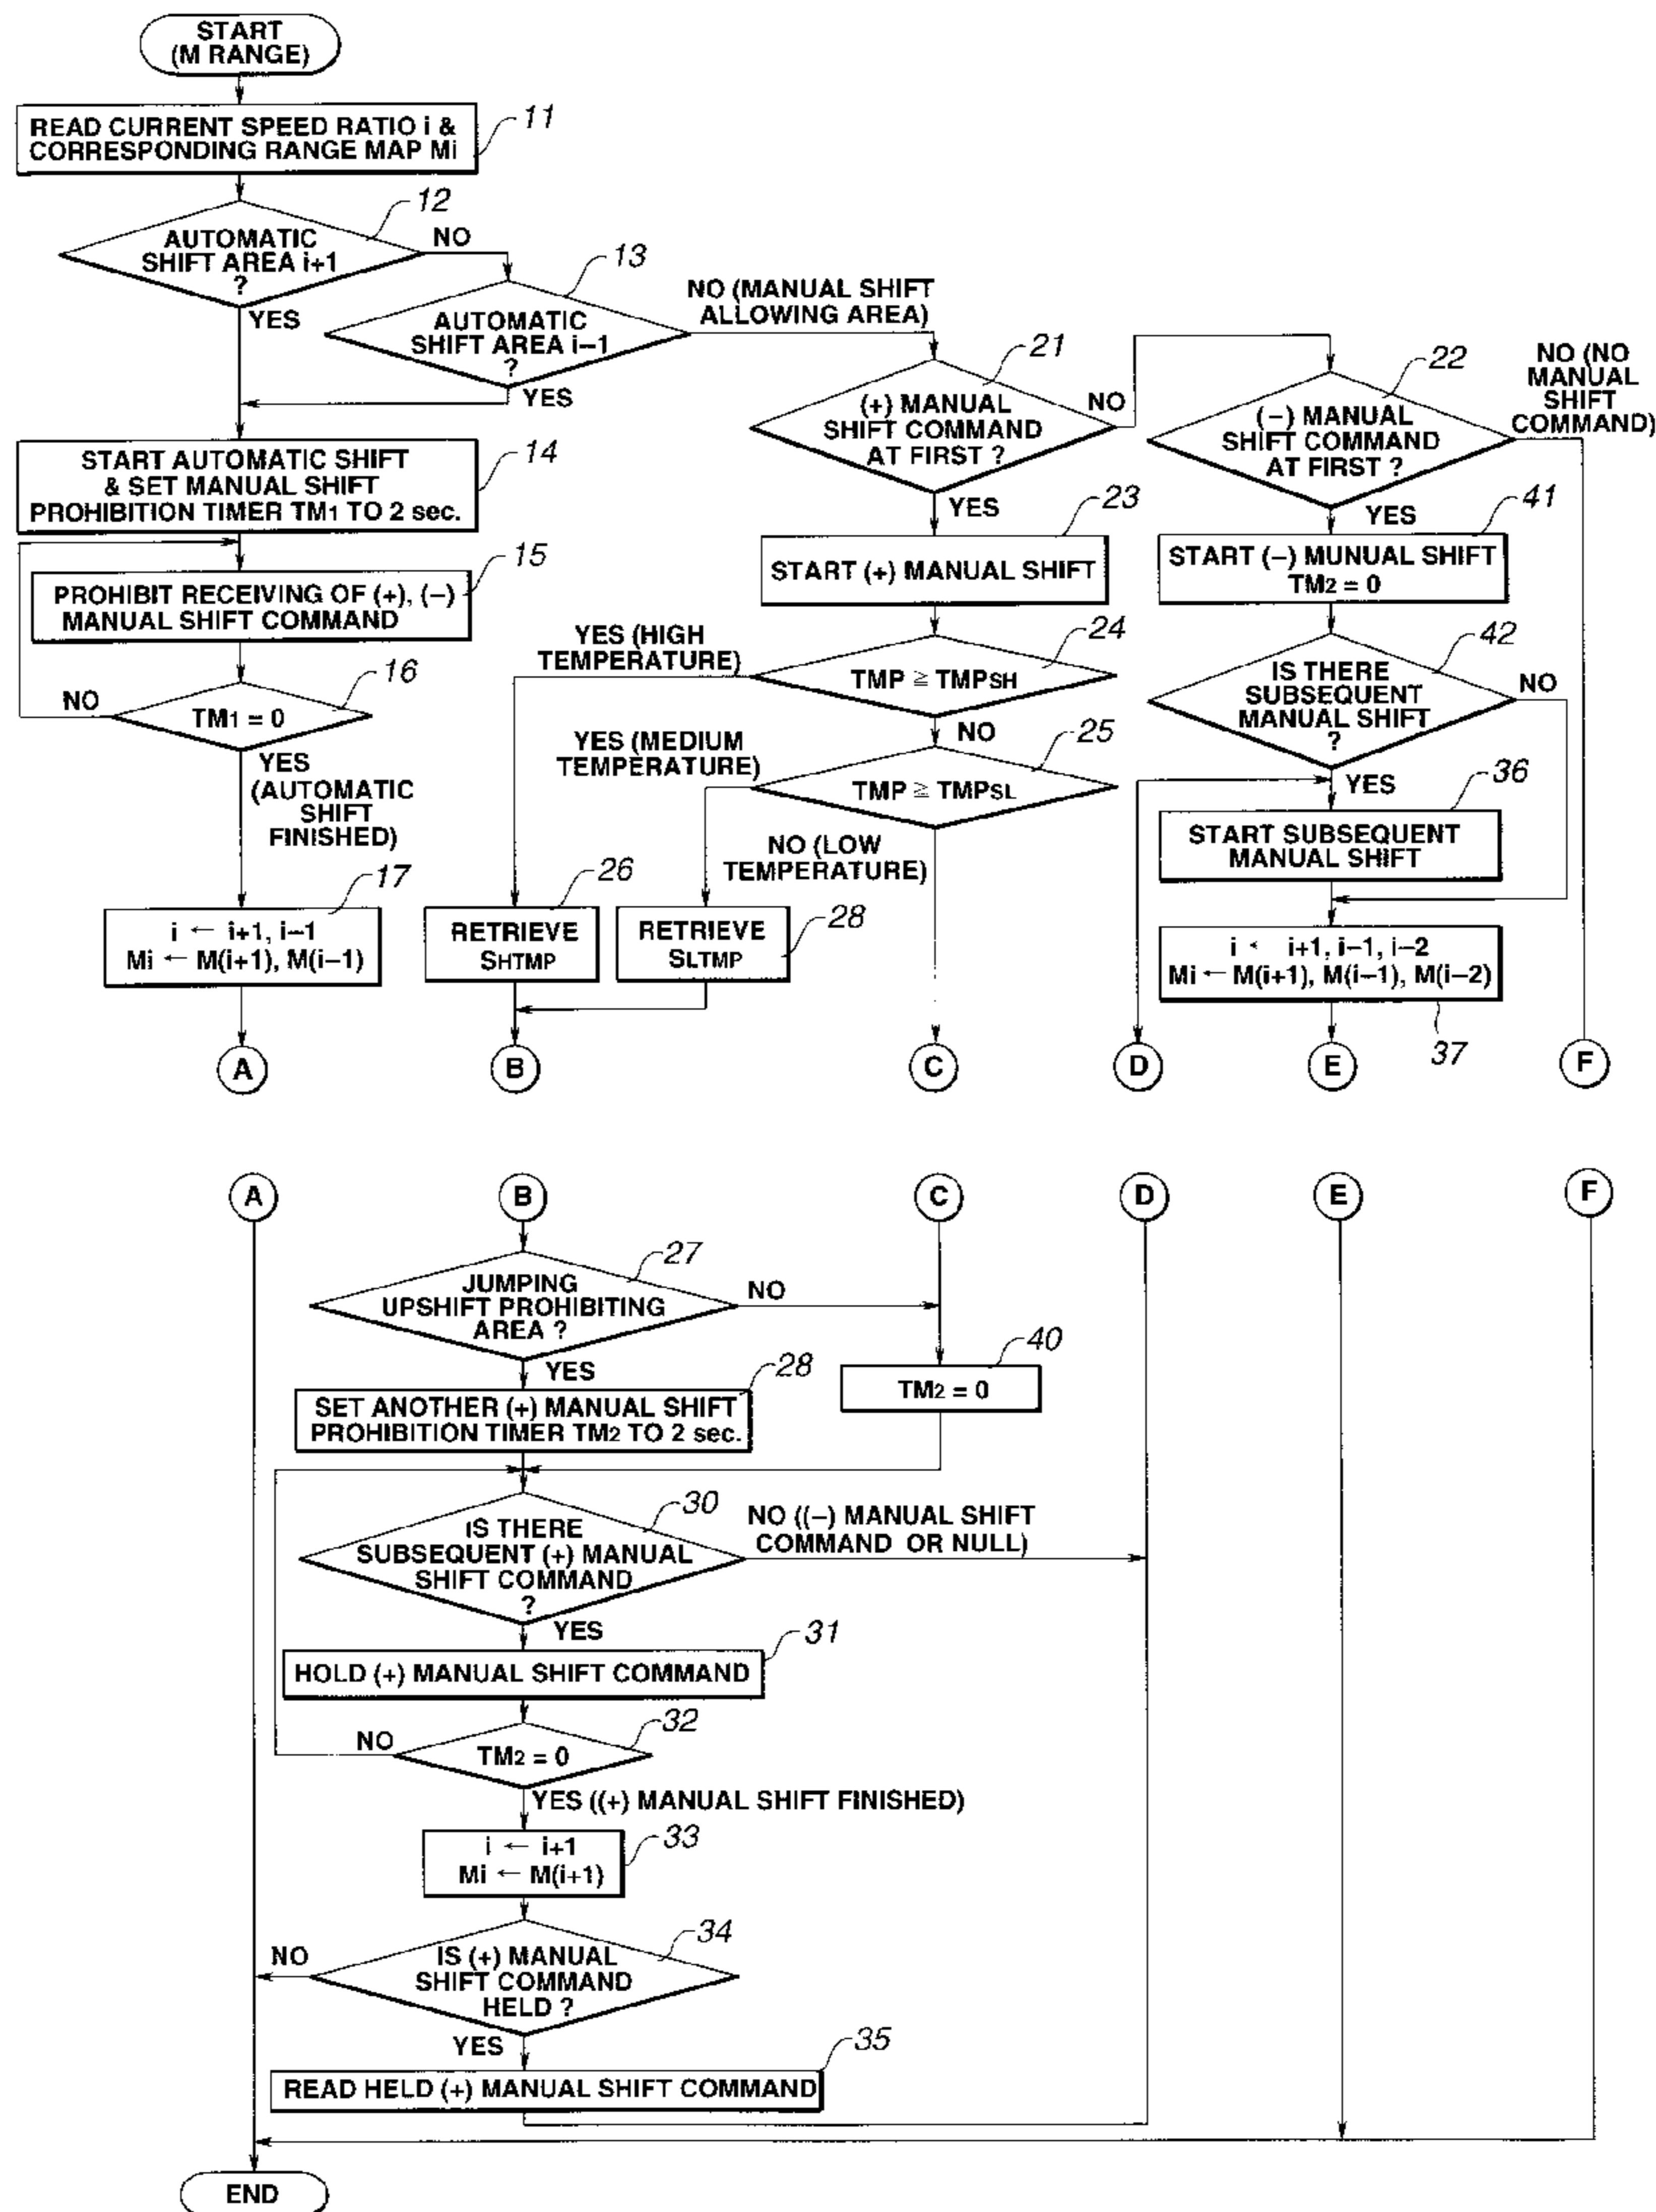 START
(M RANGE)
READ CURRENT SPEED RATIO i &
CORRESPONDING RANGE MAP Mi
11
AUTOMATIC
SHIFT AREA i+1
?
12
NO
YES
AUTOMATIC
SHIFT AREA i−1
?
13
YES
NO (MANUAL SHIFT
ALLOWING AREA)
START AUTOMATIC SHIFT
& SET MANUAL SHIFT
PROHIBITION TIMER TM1 TO 2 sec.
14
PROHIBIT RECEIVING OF (+), (−)
MANUAL SHIFT COMMAND
15
TM1 = 0
16
NO
YES
(AUTOMATIC
SHIFT
FINISHED)
i ← i+1, i−1
Mi ← M(i+1), M(i−1)
17
A
(+) MANUAL
SHIFT COMMAND
AT FIRST ?
21
NO
YES
START (+) MANUAL SHIFT
23
TMP ≧ TMPSH
24
YES (HIGH
TEMPERATURE)
NO
TMP ≧ TMPSL
25
YES (MEDIUM
TEMPERATURE)
NO (LOW
TEMPERATURE)
RETRIEVE
SHTMP
26
RETRIEVE
SLTMP
28
B
C
(−) MANUAL
SHIFT COMMAND
AT FIRST ?
22
NO (NO
MANUAL
SHIFT
COMMAND)
YES
START (−) MUNUAL SHIFT
TM2 = 0
41
IS THERE
SUBSEQUENT
MANUAL SHIFT
?
42
NO
YES
START SUBSEQUENT
MANUAL SHIFT
36
i ← i+1, i−1, i−2
Mi ← M(i+1), M(i−1), M(i−2)
37
D
E
F
A
B
C
D
E
F
JUMPING
UPSHIFT PROHIBITING
AREA ?
27
NO
YES
SET ANOTHER (+) MANUAL SHIFT
PROHIBITION TIMER TM2 TO 2 sec.
28
TM2 = 0
40
IS THERE
SUBSEQUENT (+) MANUAL
SHIFT COMMAND
?
30
NO ((−) MANUAL SHIFT
COMMAND OR NULL)
YES
HOLD (+) MANUAL SHIFT COMMAND
31
TM2 = 0
32
NO
YES ((+) MANUAL SHIFT FINISHED)
i ← i+1
Mi ← M(i+1)
33
IS (+) MANUAL
SHIFT COMMAND
HELD ?
34
NO
YES
READ HELD (+) MANUAL SHIFT COMMAND
35
END